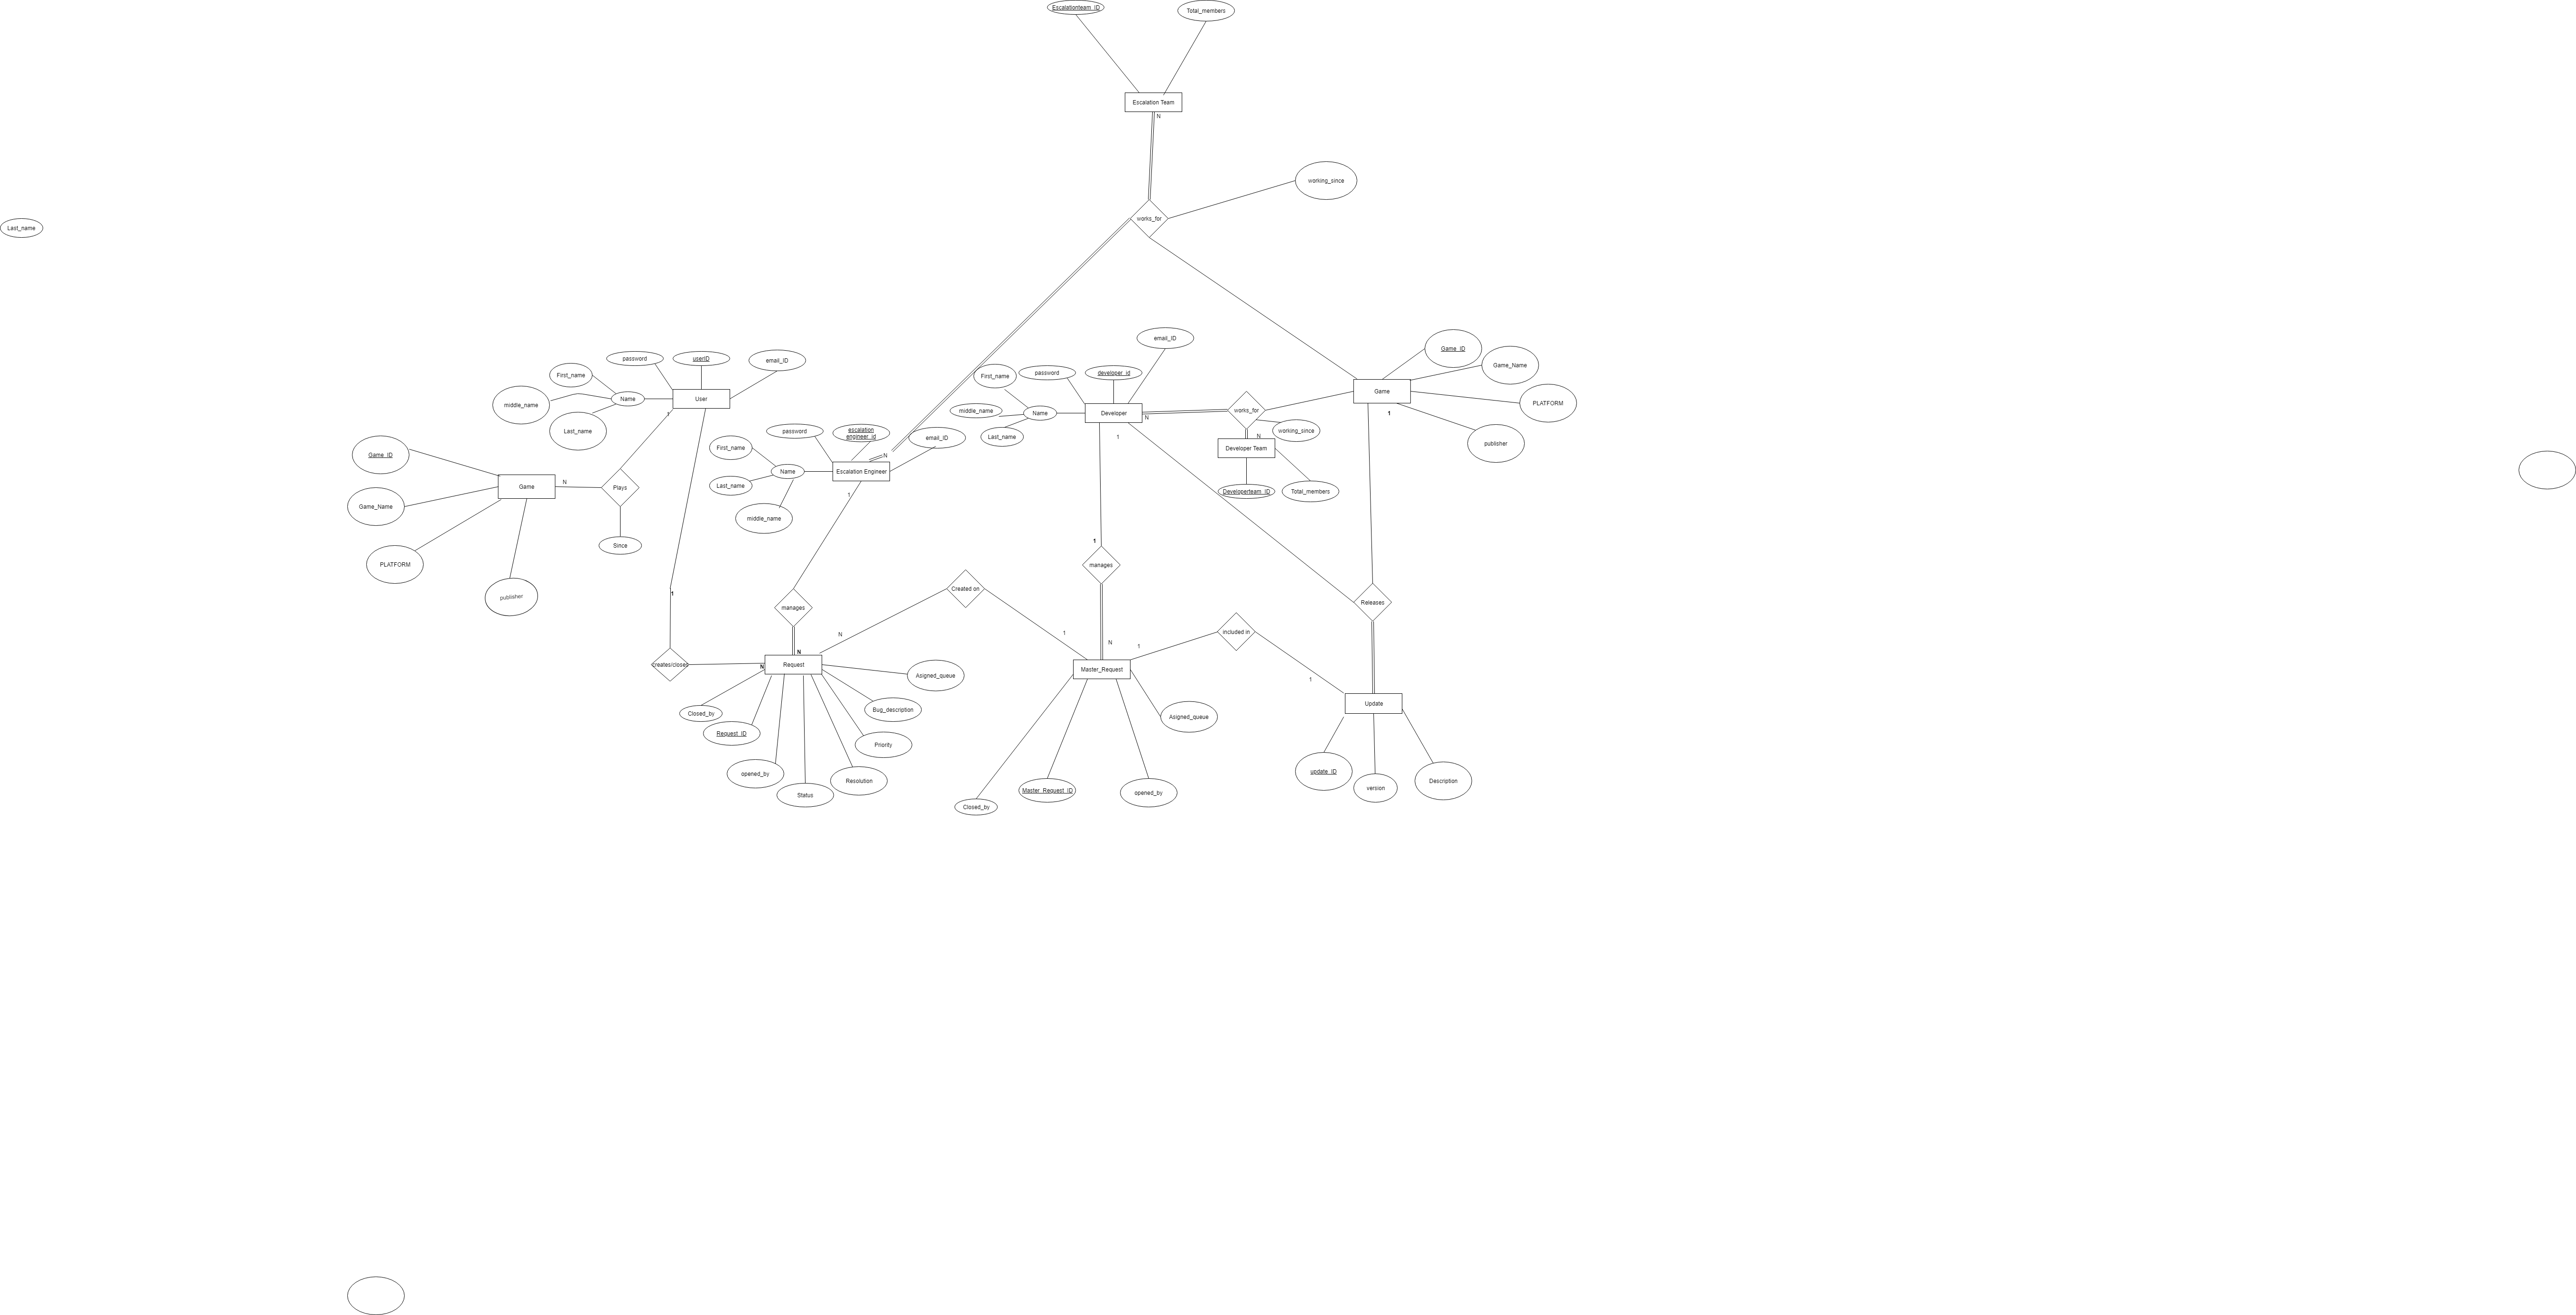 Escalationteam_ID
Total_members
Escalation Team
N
working_since
works_for
Last_name
email_ID
Game_ID
password
userID
email_ID
Game_Name
First_name
First_name
password
developer_id
Game
User
Name
middle_name
PLATFORM
1
middle_name
Name
Developer
N
works_for
1
Last_name
password
escalation
engineer_id
email_ID
Last_name
1
working_since
N
publisher
First_name
Developer Team
Game_ID
N
Name
Escalation Engineer
Game
N
Plays
Last_name
1
Developerteam_ID
Total_members
Game_Name
middle_name
Since
1
PLATFORM
manages
publisher
1
Created on
Releases
manages
N
1
included in
N
1
creates/closes
N
N
Request
Master_Request
1
Asigned_queue
Update
Closed_by
Bug_description
Asigned_queue
Request_ID
Priority
opened_by
Resolution
update_ID
Description
Status
Master_Request_ID
opened_by
version
Closed_by